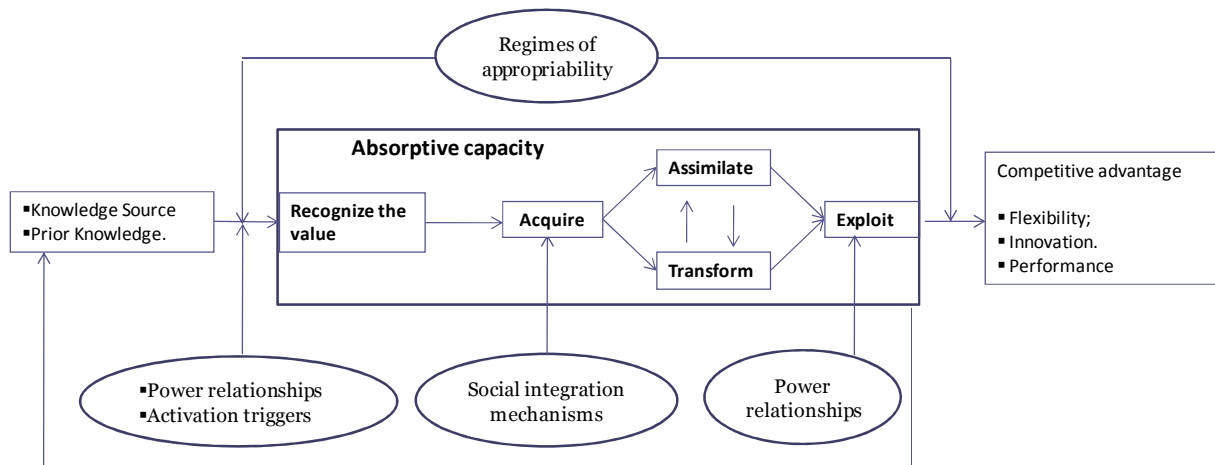 Regimes of
appropriability
Absorptive capacity
▪Knowledge Source
▪Prior Knowledge.
Recognize the
value
Acquire
Assimilate
Transform
Exploit
Competitive advantage
▪ Flexibility;
▪ Innovation.
▪ Performance
▪Power relationships
▪Activation triggers
Social integration
mechanisms
Power
relationships